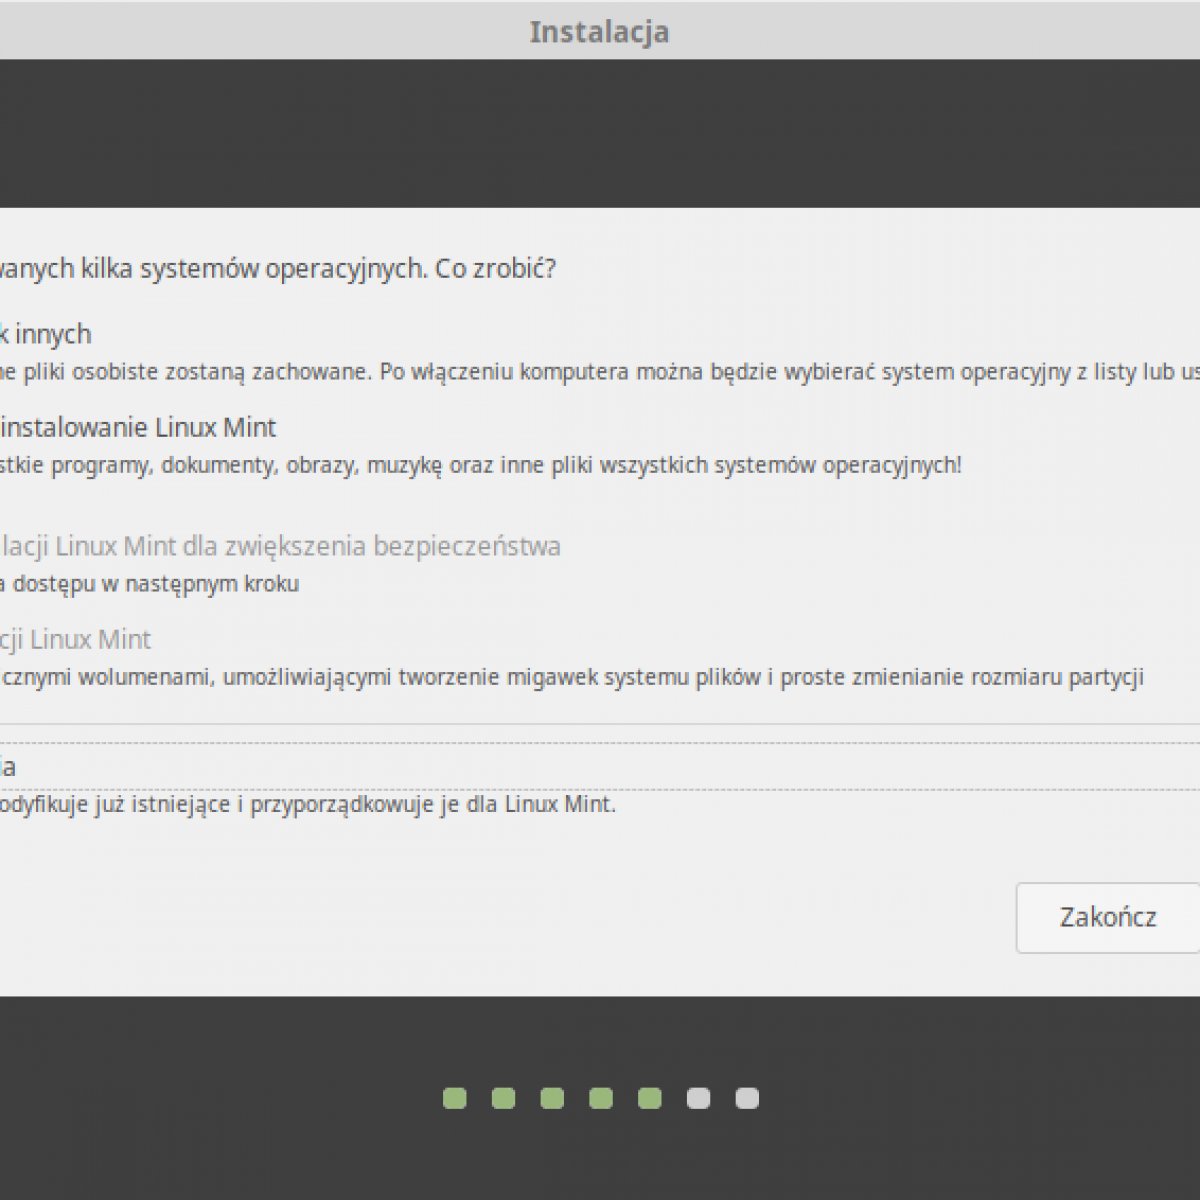 Instalacja
wanych kilka systemów operacyjnych. Co zrobić?
k innych
ne pliki osobiste zostaną zachowane. Po włączeniu komputera można będzie wybierać system operacyjny z listy lub us
instalowanie Linux Mint
stkie programy, dokumenty, obrazy, muzykę oraz inne pliki wszystkich systemów operacyjnych!
lacji Linux Mint dla zwiększenia bezpieczeństwa
a dostępu w następnym kroku
cji Linux Mint
icznymi wolumenami, umożliwiającymi tworzenie migawek systemu plików i proste zmienianie rozmiaru partycji
ia
odyfikuje już istniejące i przyporządkowuje je dla Linux Mint.
Zakończ